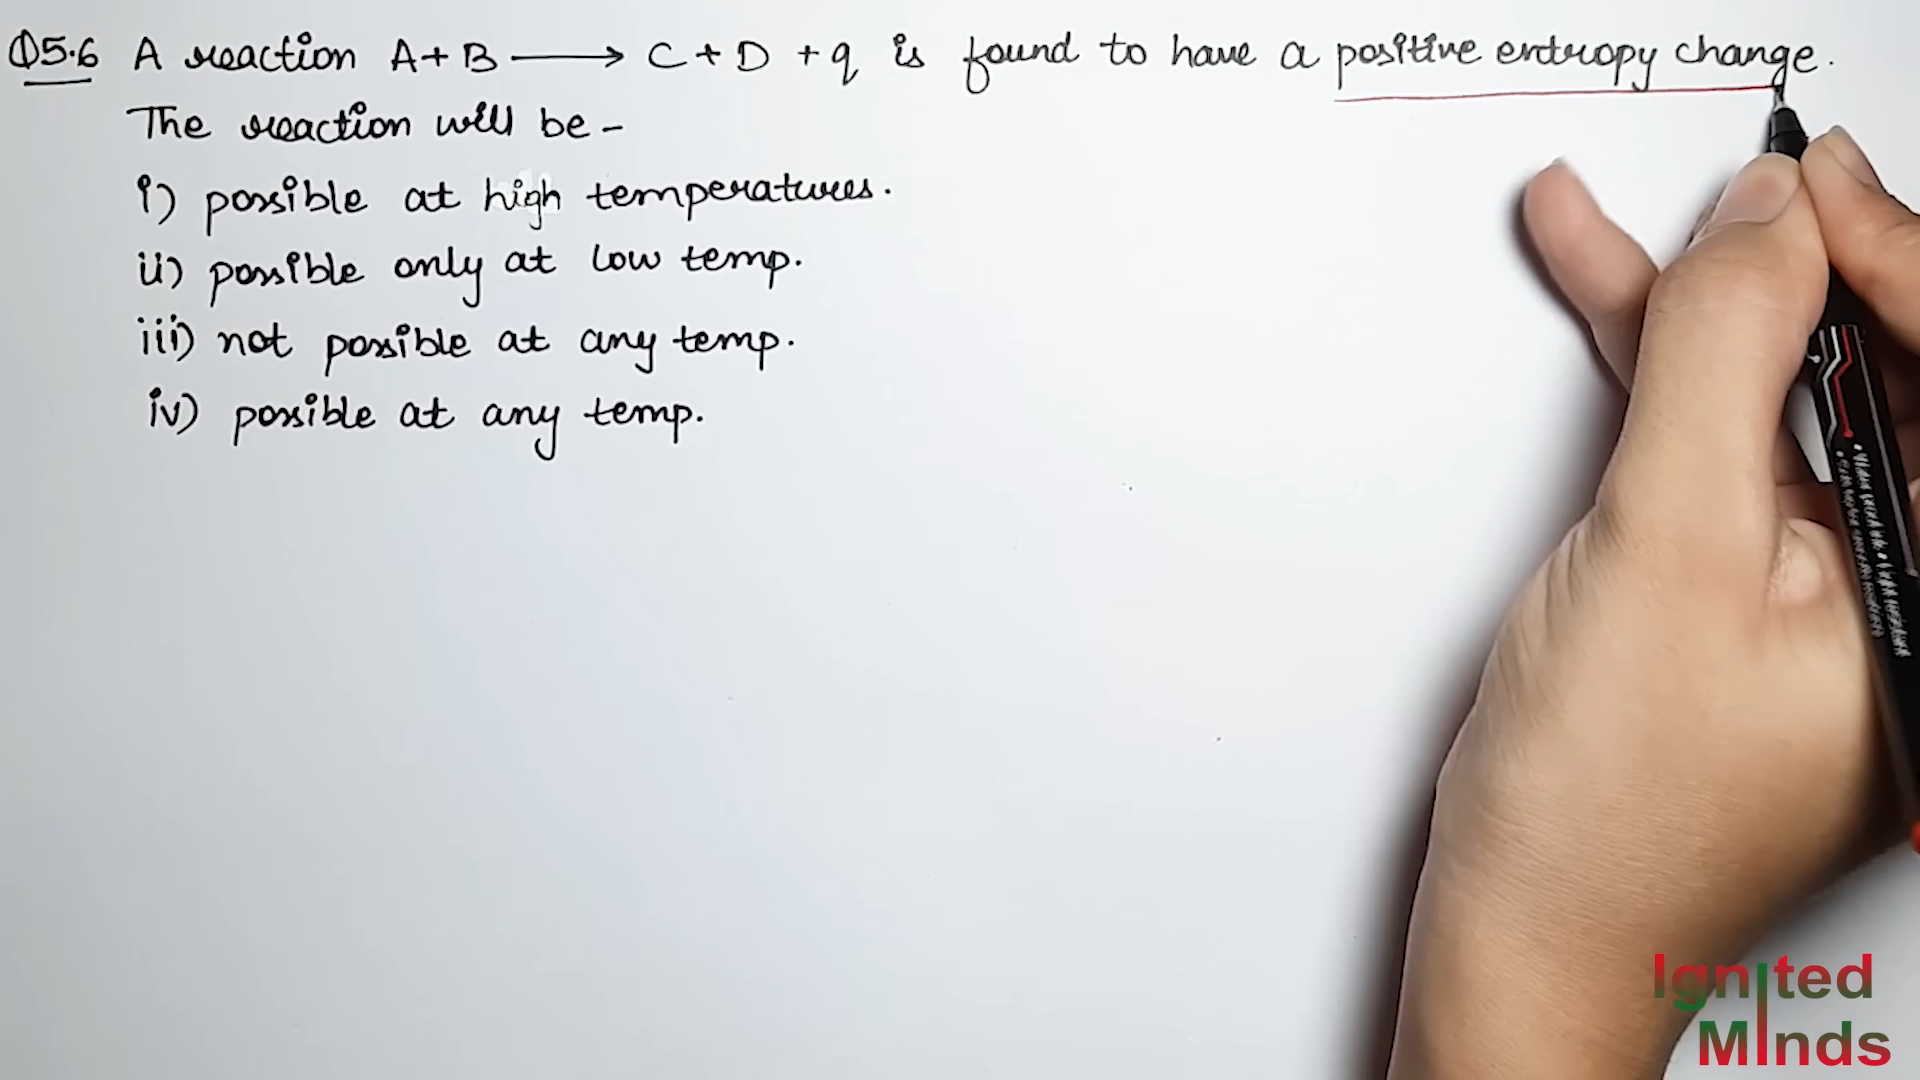 Q5.6 A reaction A+B ⟶ C + D + q is found to have a positive entropy change.
The reaction will be -
i) possible at high temperatures.
ii) possible only at low temp.
iii) not possible at any temp.
iv) possible at any temp.
Ignited
Minds